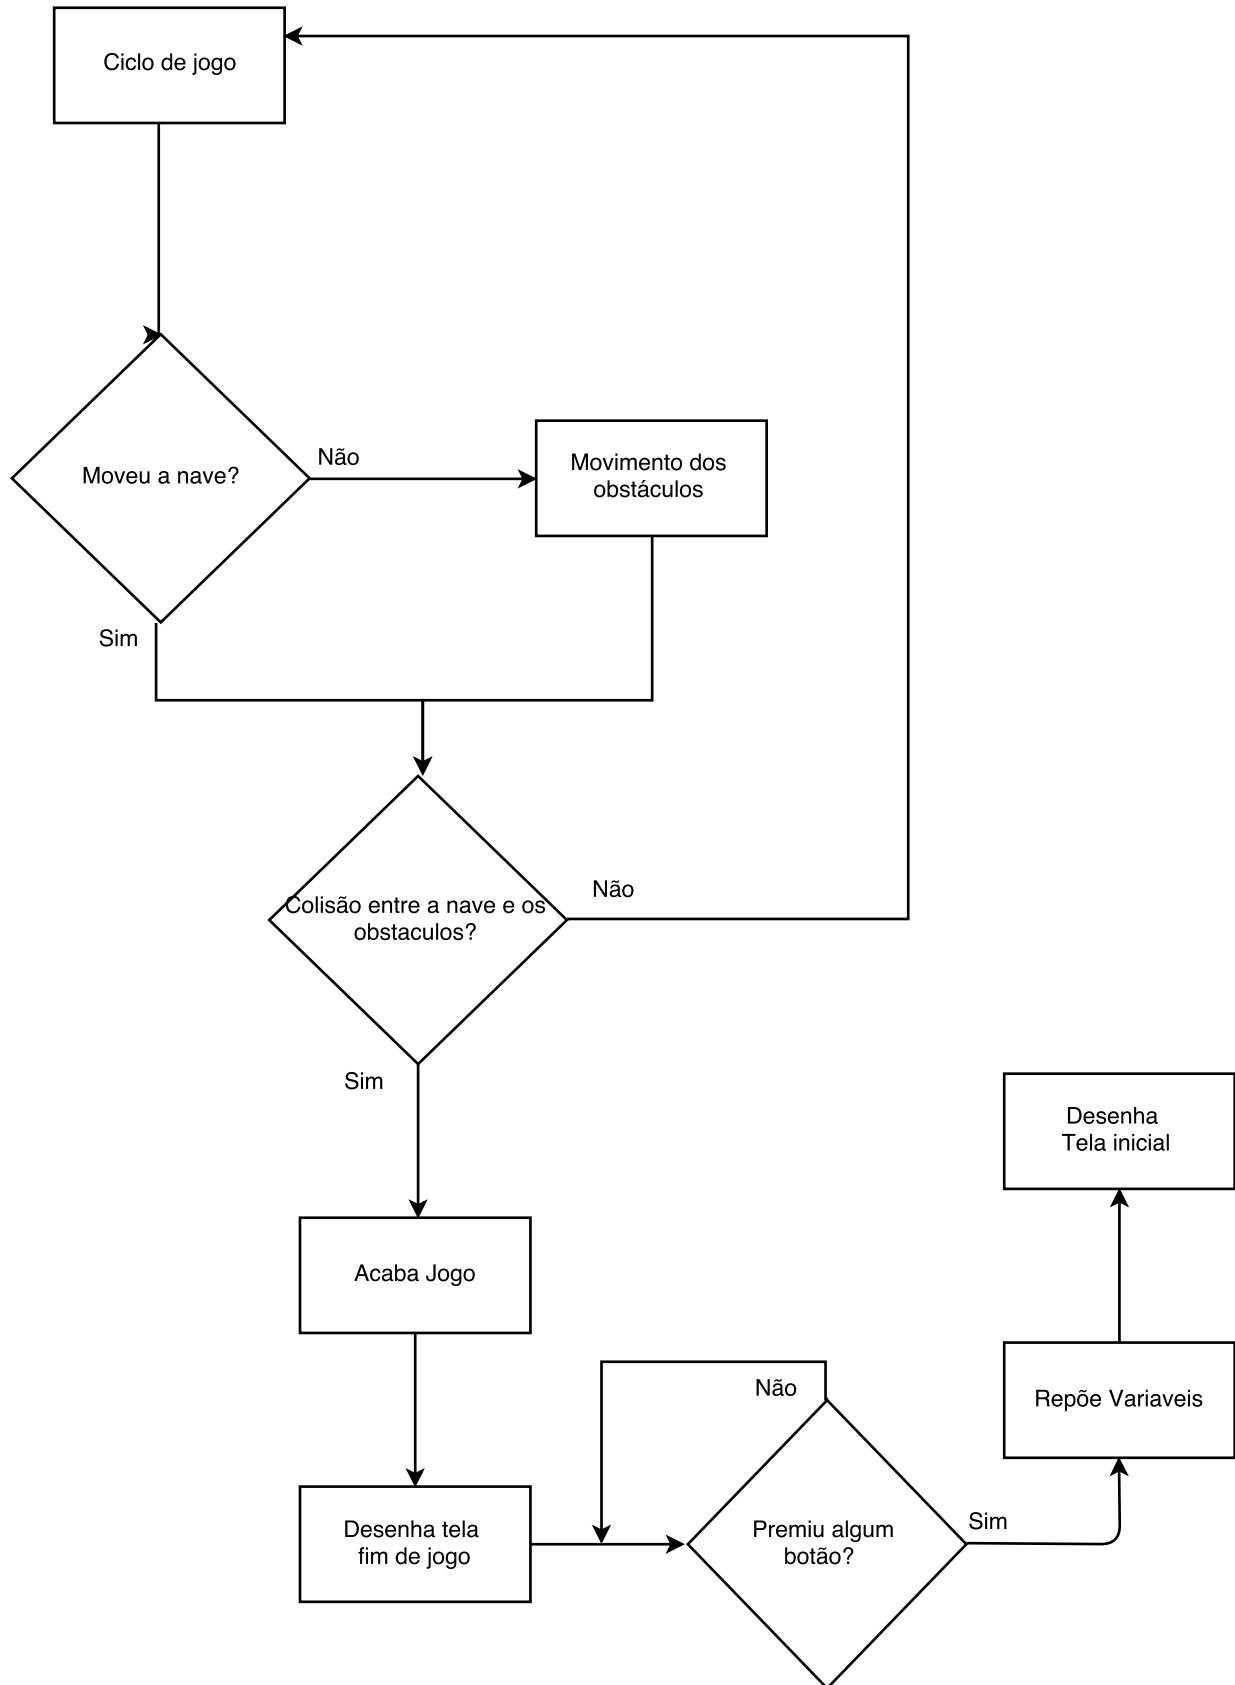 Ciclo de jogo
Moveu a nave?
Não
Movimento dos
obstáculos
Sim
Colisão entre a nave e os
obstaculos?
Não
Sim
Acaba Jogo
Desenha tela
fim de jogo
Não
Premiu algum
botão?
Sim
Repõe Variaveis
Desenha
Tela inicial